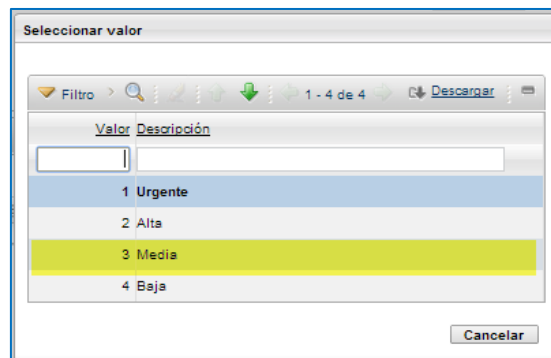 Seleccionar valor
Filtro > 1 - 4 de 4 Descargar
Valor Descripción
1 Urgente
2 Alta
3 Media
4 Baja
Cancelar